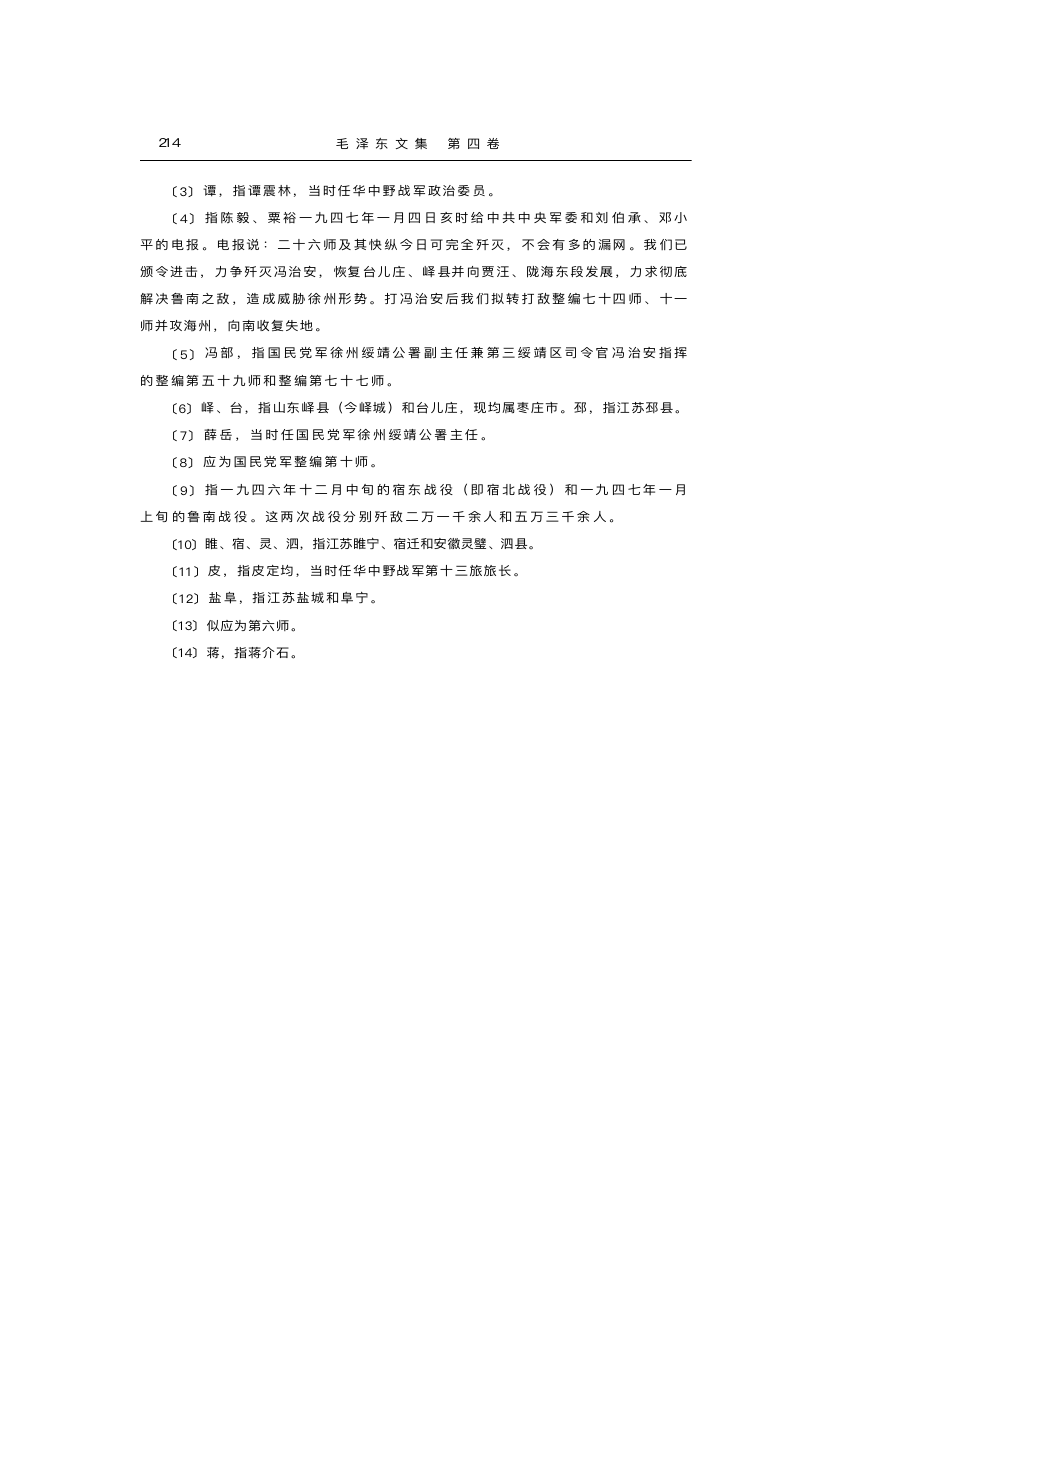 214 毛泽东文集 第四卷
〔3〕谭，指谭震林，当时任华中野战军政治委员。
〔4〕指陈毅、粟裕一九四七年一月四日亥时给中共中央军委和刘伯承、邓小
平的电报。电报说：二十六师及其快纵今日可完全歼灭，不会有多的漏网。我们已
颁令进击，力争歼灭冯治安，恢复台儿庄、峄县并向贾汪、陇海东段发展，力求彻底
解决鲁南之敌，造成威胁徐州形势。打冯治安后我们拟转打敌整编七十四师、十一
师并攻海州，向南收复失地。
〔5〕冯部，指国民党军徐州绥靖公署副主任兼第三绥靖区司令官冯治安指挥
的整编第五十九师和整编第七十七师。
〔6〕峄、台，指山东峄县（今峄城）和台儿庄，现均属枣庄市。邳，指江苏邳县。
〔7〕薛岳，当时任国民党军徐州绥靖公署主任。
〔8〕应为国民党军整编第十师。
〔9〕指一九四六年十二月中旬的宿东战役（即宿北战役）和一九四七年一月
上旬的鲁南战役。这两次战役分别歼敌二万一千余人和五万三千余人。
〔10〕睢、宿、灵、泗，指江苏睢宁、宿迁和安徽灵璧、泗县。
〔11〕皮，指皮定均，当时任华中野战军第十三旅旅长。
〔12〕盐阜，指江苏盐城和阜宁。
〔13〕似应为第六师。
〔14〕蒋，指蒋介石。